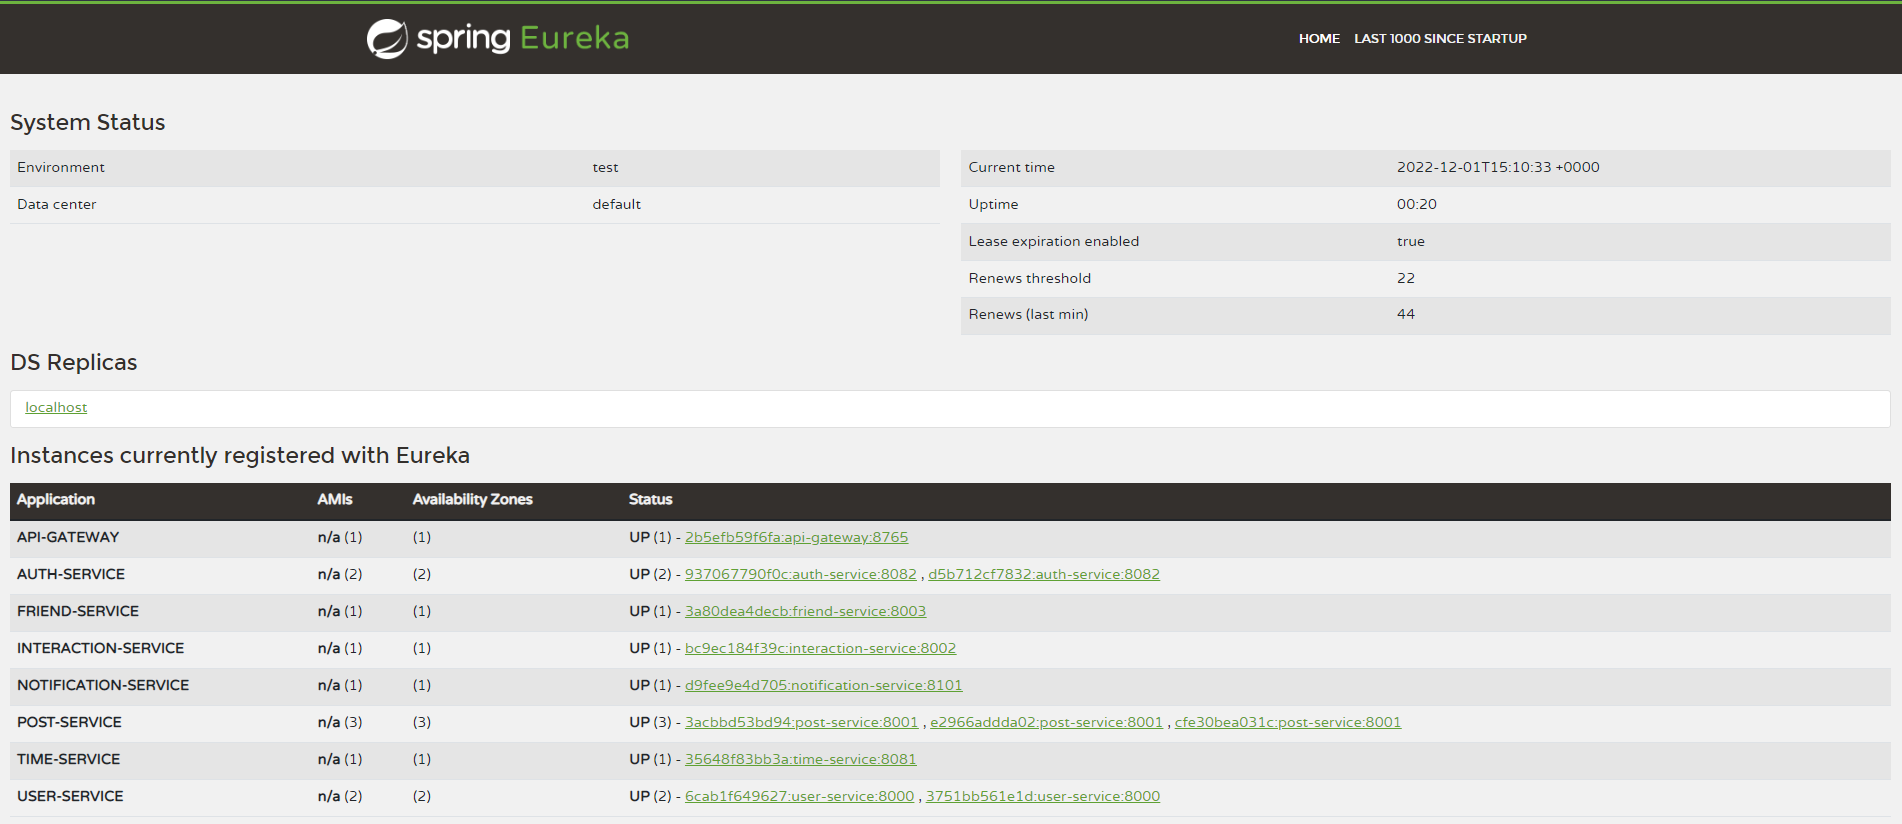 spring Eureka
HOME LAST 1000 SINCE STARTUP
System Status
Environment test
Data center default
Current time 2022-12-01T15:10:33 +0000
Uptime 00:20
Lease expiration enabled true
Renews threshold 22
Renews (last min) 44
DS Replicas
localhost
Instances currently registered with Eureka
Application AMIs Availability Zones Status
API-GATEWAY n/a (1) (1) UP (1) - 2b5efb59f6fa:api-gateway:8765
AUTH-SERVICE n/a (2) (2) UP (2) - 937067790f0c:auth-service:8082 , d5b712cf7832:auth-service:8082
FRIEND-SERVICE n/a (1) (1) UP (1) - 3a80dea4decb:friend-service:8003
INTERACTION-SERVICE n/a (1) (1) UP (1) - bc9ec184f39c:interaction-service:8002
NOTIFICATION-SERVICE n/a (1) (1) UP (1) - d9fee9e4d705:notification-service:8101
POST-SERVICE n/a (3) (3) UP (3) - 3acbbd53bd94:post-service:8001 , e2966addda02:post-service:8001 , cfe30bea031c:post-service:8001
TIME-SERVICE n/a (1) (1) UP (1) - 35648f83bb3a:time-service:8081
USER-SERVICE n/a (2) (2) UP (2) - 6cab1f649627:user-service:8000 , 3751bb561e1d:user-service:8000